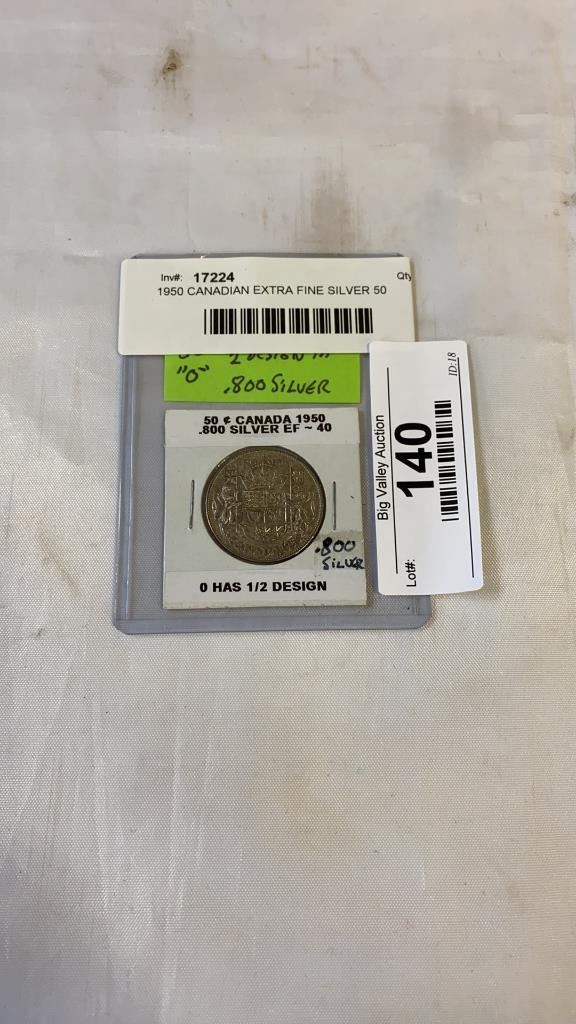 Inv#: 17224 Qty
1950 CANADIAN EXTRA FINE SILVER 50
"O" .800 SILVER
50 ¢ CANADA 1950
.800 SILVER EF ~ 40
.800
SILVER
0 HAS 1/2 DESIGN
Big Valley Auction
Lot#: 140
ID:18